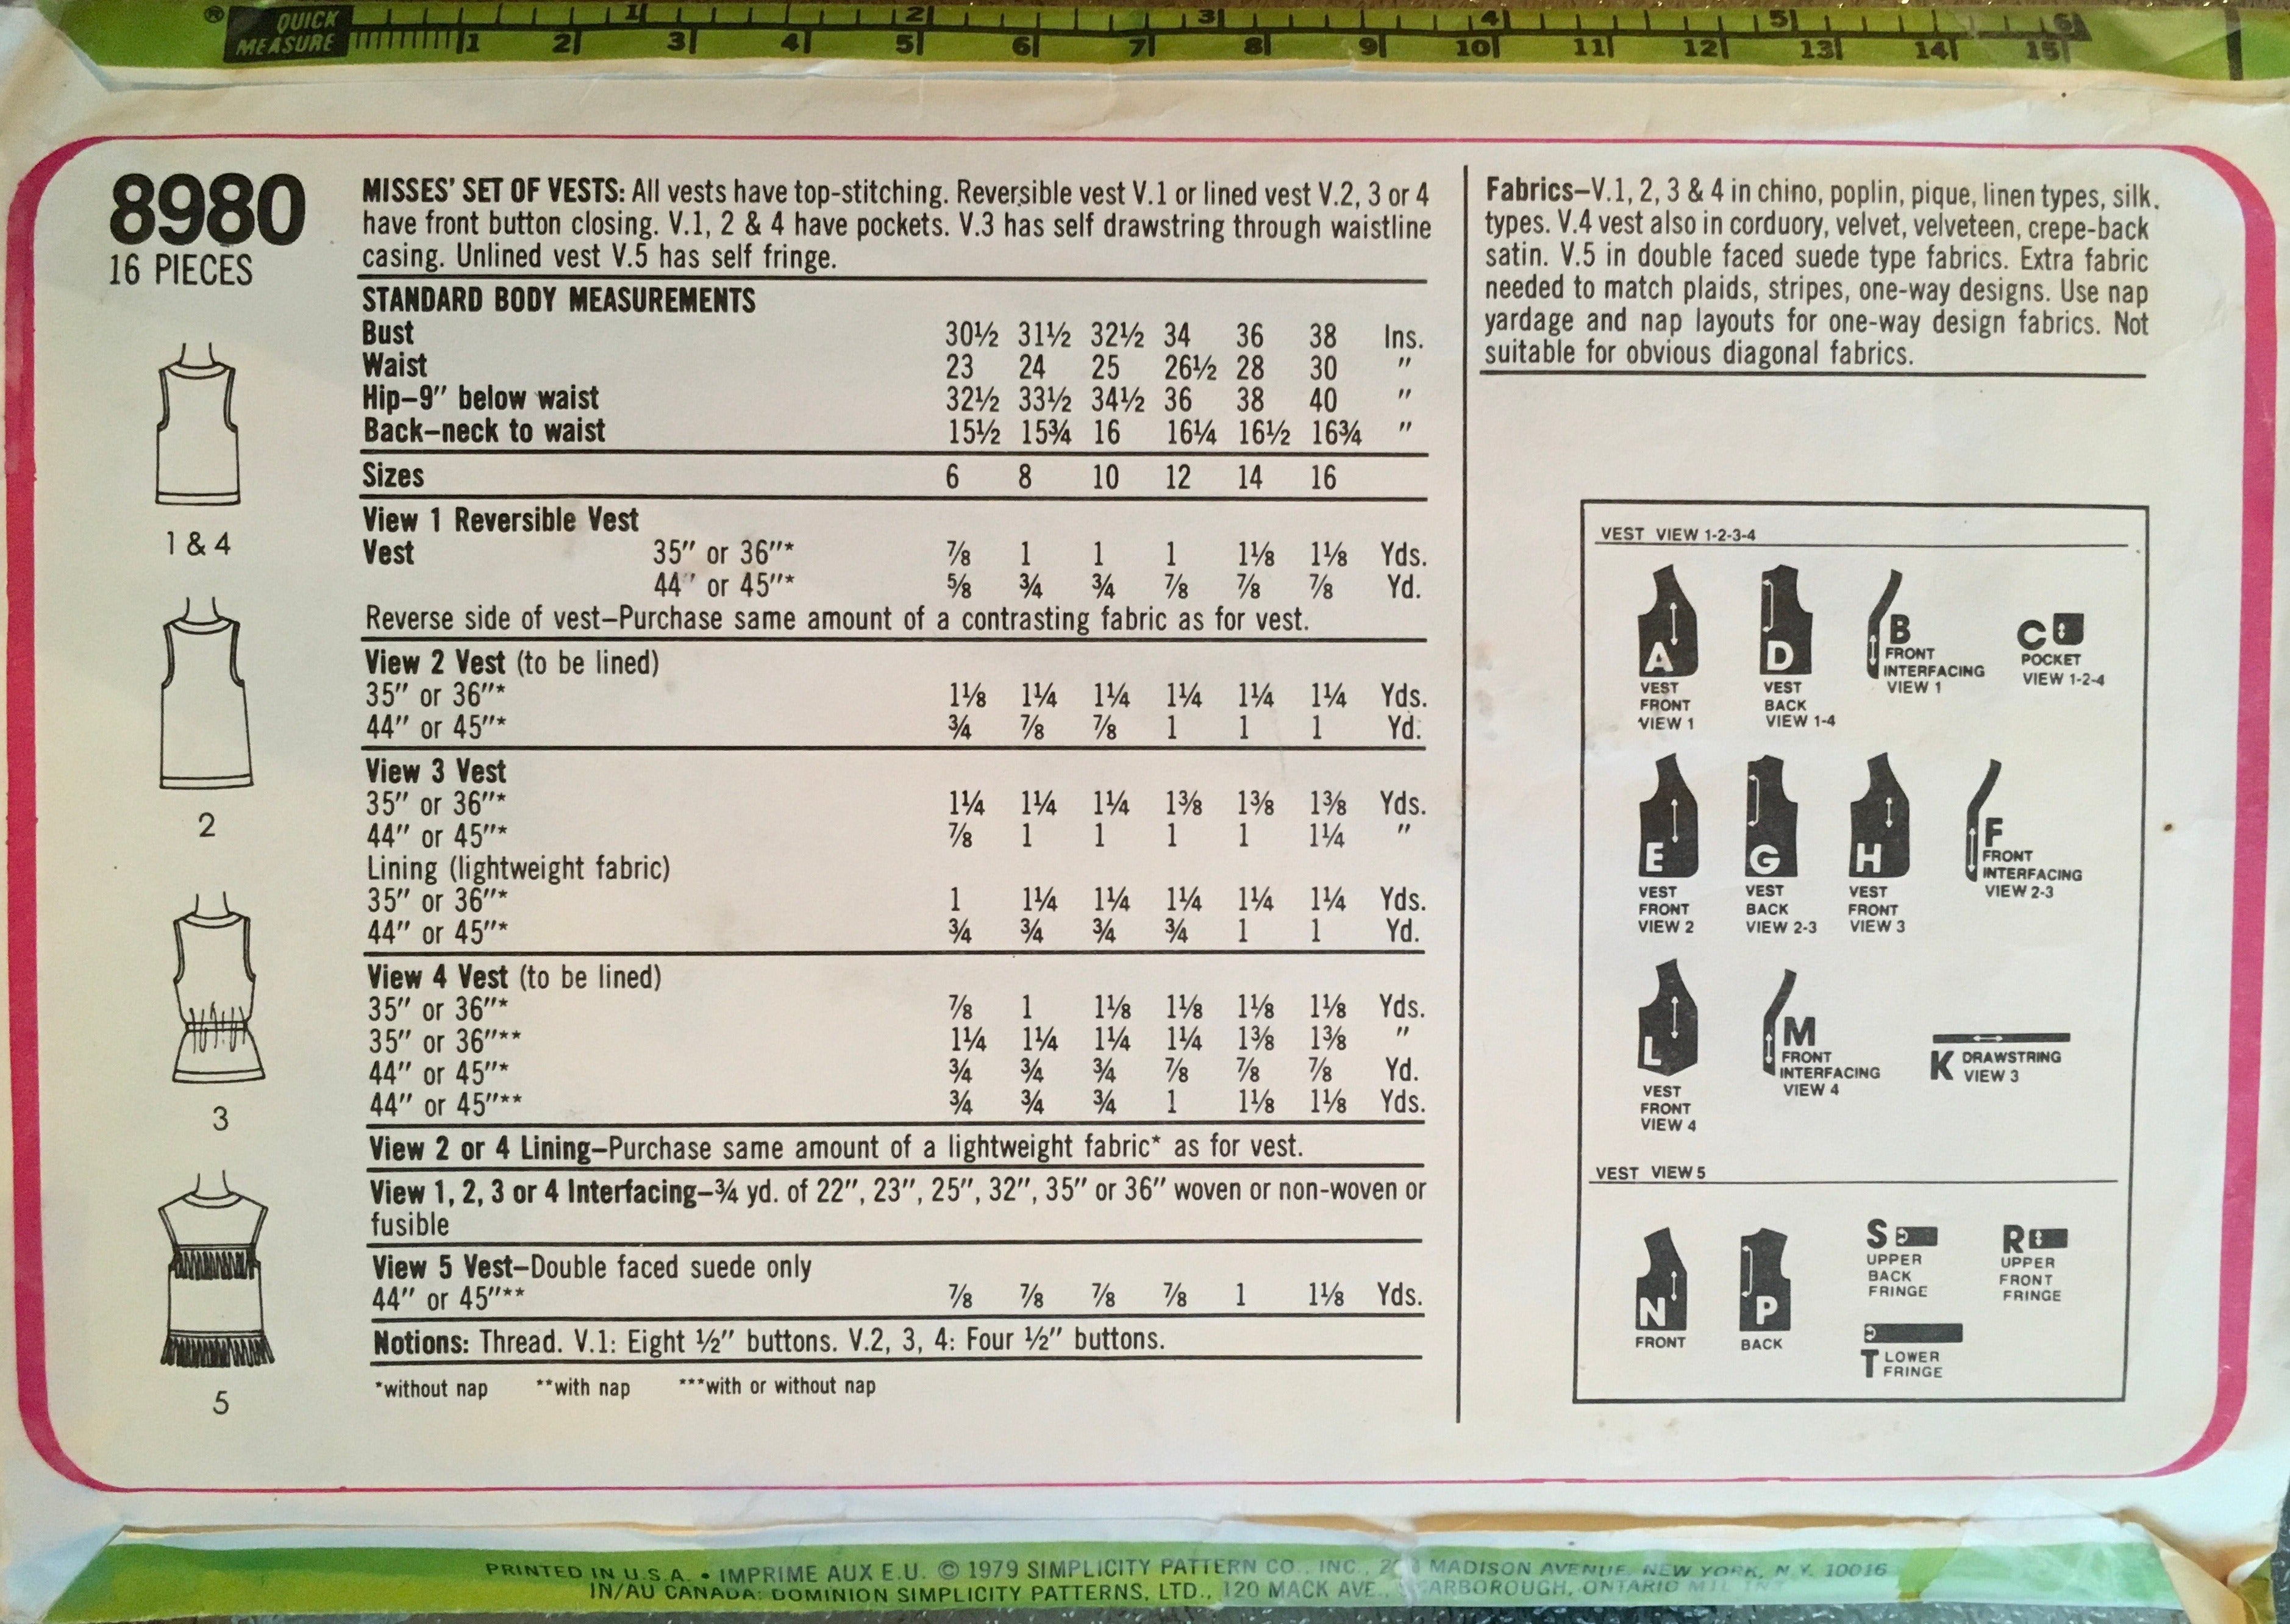 ® QUICK MEASURE
1 2 3 4 5 6
1 2 3 4 5 6 7 8 9 10 11 12 13 14 15
8980
16 PIECES
1 & 4
2
3
5
MISSES' SET OF VESTS: All vests have top-stitching. Reversible vest V.1 or lined vest V.2, 3 or 4
have front button closing. V.1, 2 & 4 have pockets. V.3 has self drawstring through waistline
casing. Unlined vest V.5 has self fringe.
STANDARD BODY MEASUREMENTS
Bust 30½ 31½ 32½ 34 36 38 Ins.
Waist 23 24 25 26½ 28 30 "
Hip–9" below waist 32½ 33½ 34½ 36 38 40 "
Back–neck to waist 15½ 15¾ 16 16¼ 16½ 16¾ "
Sizes 6 8 10 12 14 16
View 1 Reversible Vest
Vest 35" or 36"* ⅞ 1 1 1 1⅛ 1⅛ Yds.
44" or 45"* ⅝ ¾ ¾ ⅞ ⅞ ⅞ Yd.
Reverse side of vest–Purchase same amount of a contrasting fabric as for vest.
View 2 Vest (to be lined)
35" or 36"* 1⅛ 1¼ 1¼ 1¼ 1¼ 1¼ Yds.
44" or 45"* ¾ ⅞ ⅞ 1 1 1 Yd.
View 3 Vest
35" or 36"* 1¼ 1¼ 1¼ 1⅜ 1⅜ 1⅜ Yds.
44" or 45"* ⅞ 1 1 1 1 1¼ "
Lining (lightweight fabric)
35" or 36"* 1 1¼ 1¼ 1¼ 1¼ 1¼ Yds.
44" or 45"* ¾ ¾ ¾ ¾ 1 1 Yd.
View 4 Vest (to be lined)
35" or 36"* ⅞ 1 1⅛ 1⅛ 1⅛ 1⅛ Yds.
35" or 36"** 1¼ 1¼ 1¼ 1¼ 1⅜ 1⅜ "
44" or 45"* ¾ ¾ ¾ ⅞ ⅞ ⅞ Yd.
44" or 45"** ¾ ¾ ¾ 1 1⅛ 1⅛ Yds.
View 2 or 4 Lining–Purchase same amount of a lightweight fabric* as for vest.
View 1, 2, 3 or 4 Interfacing–¾ yd. of 22", 23", 25", 32", 35" or 36" woven or non-woven or
fusible
View 5 Vest–Double faced suede only
44" or 45"** ⅞ ⅞ ⅞ ⅞ 1 1⅛ Yds.
Notions: Thread. V.1: Eight ½" buttons. V.2, 3, 4: Four ½" buttons.
*without nap **with nap ***with or without nap
Fabrics–V.1, 2, 3 & 4 in chino, poplin, pique, linen types, silk
types. V.4 vest also in corduory, velvet, velveteen, crepe-back
satin. V.5 in double faced suede type fabrics. Extra fabric
needed to match plaids, stripes, one-way designs. Use nap
yardage and nap layouts for one-way design fabrics. Not
suitable for obvious diagonal fabrics.
VEST VIEW 1-2-3-4
A VEST FRONT VIEW 1
D VEST BACK VIEW 1-4
B FRONT INTERFACING VIEW 1
C POCKET VIEW 1-2-4
E VEST FRONT VIEW 2
G VEST BACK VIEW 2-3
H VEST FRONT VIEW 3
F FRONT INTERFACING VIEW 2-3
L VEST FRONT VIEW 4
M FRONT INTERFACING VIEW 4
K DRAWSTRING VIEW 3
VEST VIEW 5
N FRONT
P BACK
S UPPER BACK FRINGE
R UPPER FRONT FRINGE
T LOWER FRINGE
PRINTED IN U.S.A. • IMPRIME AUX E.U. © 1979 SIMPLICITY PATTERN CO., INC., MADISON AVENUE, NEW YORK, N.Y. 10016
IN/AU CANADA: DOMINION SIMPLICITY PATTERNS, LTD., 120 MACK AVE., ARBOROUGH, ONTARIO